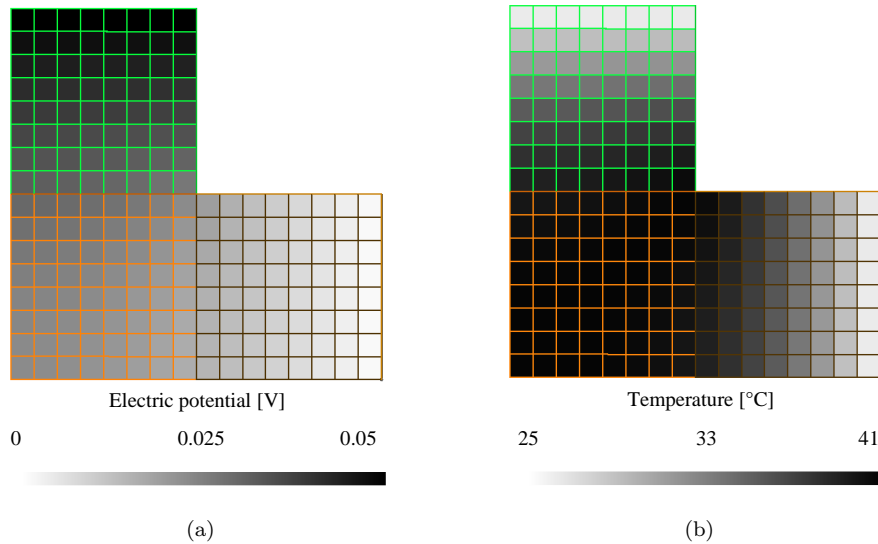 Electric potential [V]
0 0.025 0.05
(a)
Temperature [°C]
25 33 41
(b)